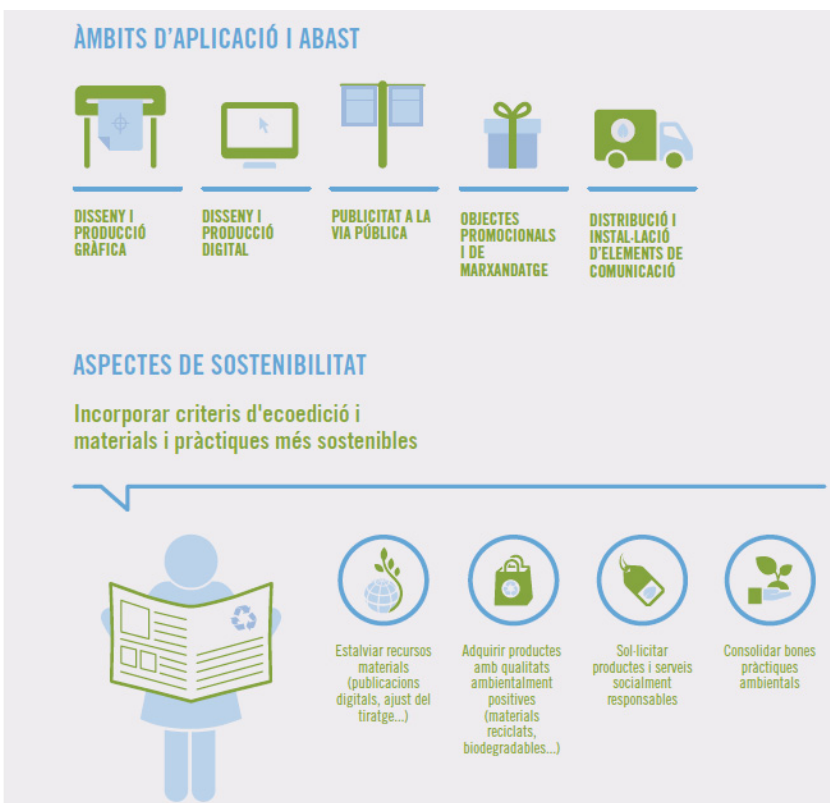 ÀMBITS D'APLICACIÓ I ABAST
DISSENY I
PRODUCCIÓ
GRÀFICA
DISSENY I
PRODUCCIÓ
DIGITAL
PUBLICITAT A LA
VIA PÚBLICA
OBJECTES
PROMOCIONALS
I DE
MARXANDATGE
DISTRIBUCIÓ I
INSTAL·LACIÓ
D'ELEMENTS DE
COMUNICACIÓ
ASPECTES DE SOSTENIBILITAT
Incorporar criteris d'ecoedició i
materials i pràctiques més sostenibles
Estalviar recursos
materials
(publicacions
digitals, ajust del
tiratge...)
Adquirir productes
amb qualitats
ambientalment
positives
(materials
reciclats,
biodegradables...)
Sol·licitar
productes i serveis
socialment
responsables
Consolidar bones
pràctiques
ambientals